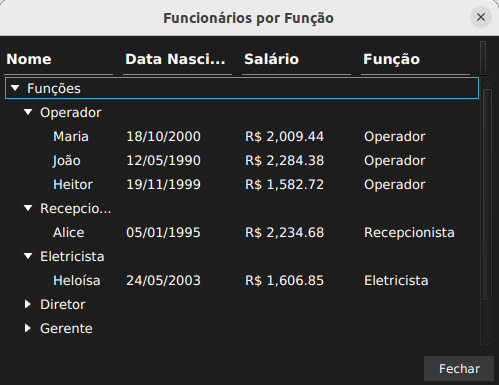 Funcionários por Função
Nome Data Nasci... Salário Função
Funções
Operador
Maria 18/10/2000 R$ 2,009.44 Operador
João 12/05/1990 R$ 2,284.38 Operador
Heitor 19/11/1999 R$ 1,582.72 Operador
Recepcio...
Alice 05/01/1995 R$ 2,234.68 Recepcionista
Eletricista
Heloísa 24/05/2003 R$ 1,606.85 Eletricista
Diretor
Gerente
Fechar